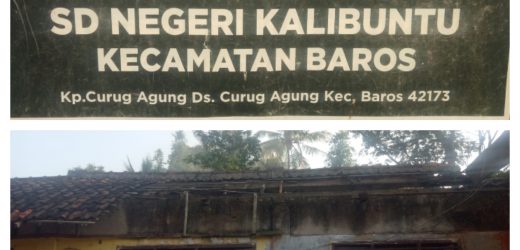 SD NEGERI KALIBUNTU
KECAMATAN BAROS
Kp.Curug Agung Ds. Curug Agung Kec, Baros 42173